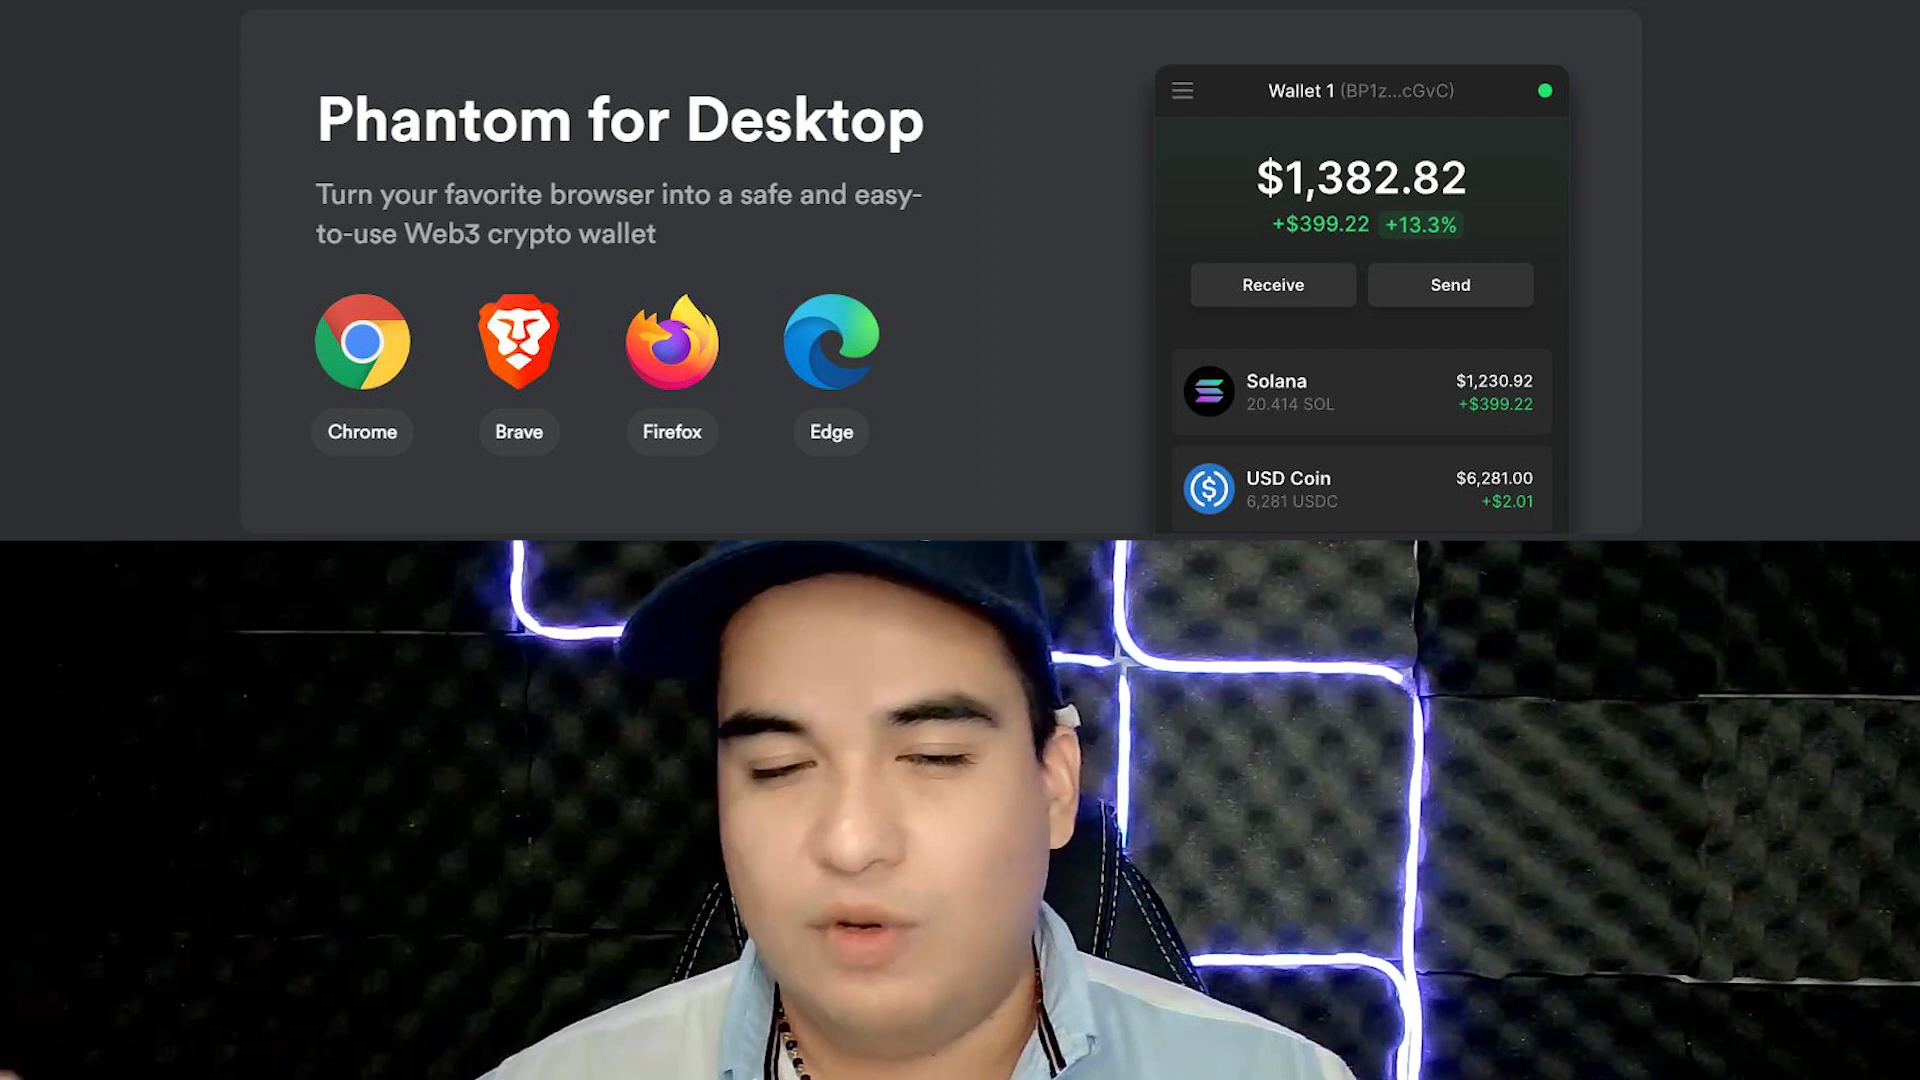 Phantom for Desktop
Turn your favorite browser into a safe and easy-
to-use Web3 crypto wallet
Chrome
Brave
Firefox
Edge
Wallet 1 (BP1z...cGvC)
$1,382.82
+$399.22 +13.3%
Receive Send
Solana $1,230.92
20.414 SOL +$399.22
USD Coin $6,281.00
6,281 USDC +$2.01